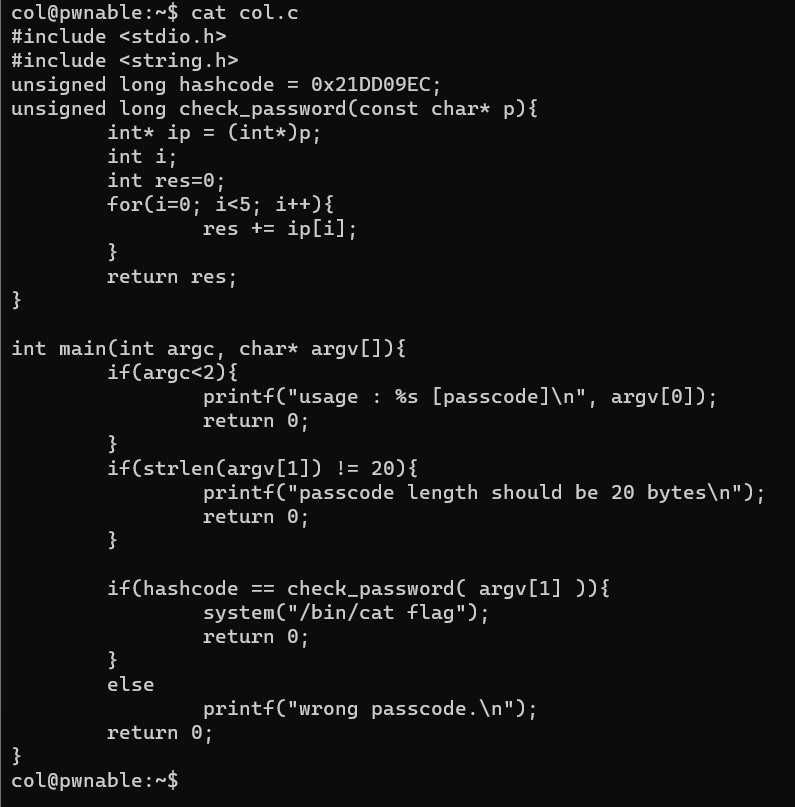 col@pwnable:~$ cat col.c
#include <stdio.h>
#include <string.h>
unsigned long hashcode = 0x21DD09EC;
unsigned long check_password(const char* p){
        int* ip = (int*)p;
        int i;
        int res=0;
        for(i=0; i<5; i++){
                res += ip[i];
        }
        return res;
}

int main(int argc, char* argv[]){
        if(argc<2){
                printf("usage : %s [passcode]\n", argv[0]);
                return 0;
        }
        if(strlen(argv[1]) != 20){
                printf("passcode length should be 20 bytes\n");
                return 0;
        }

        if(hashcode == check_password( argv[1] )){
                system("/bin/cat flag");
                return 0;
        }
        else
                printf("wrong passcode.\n");
        return 0;
}
col@pwnable:~$